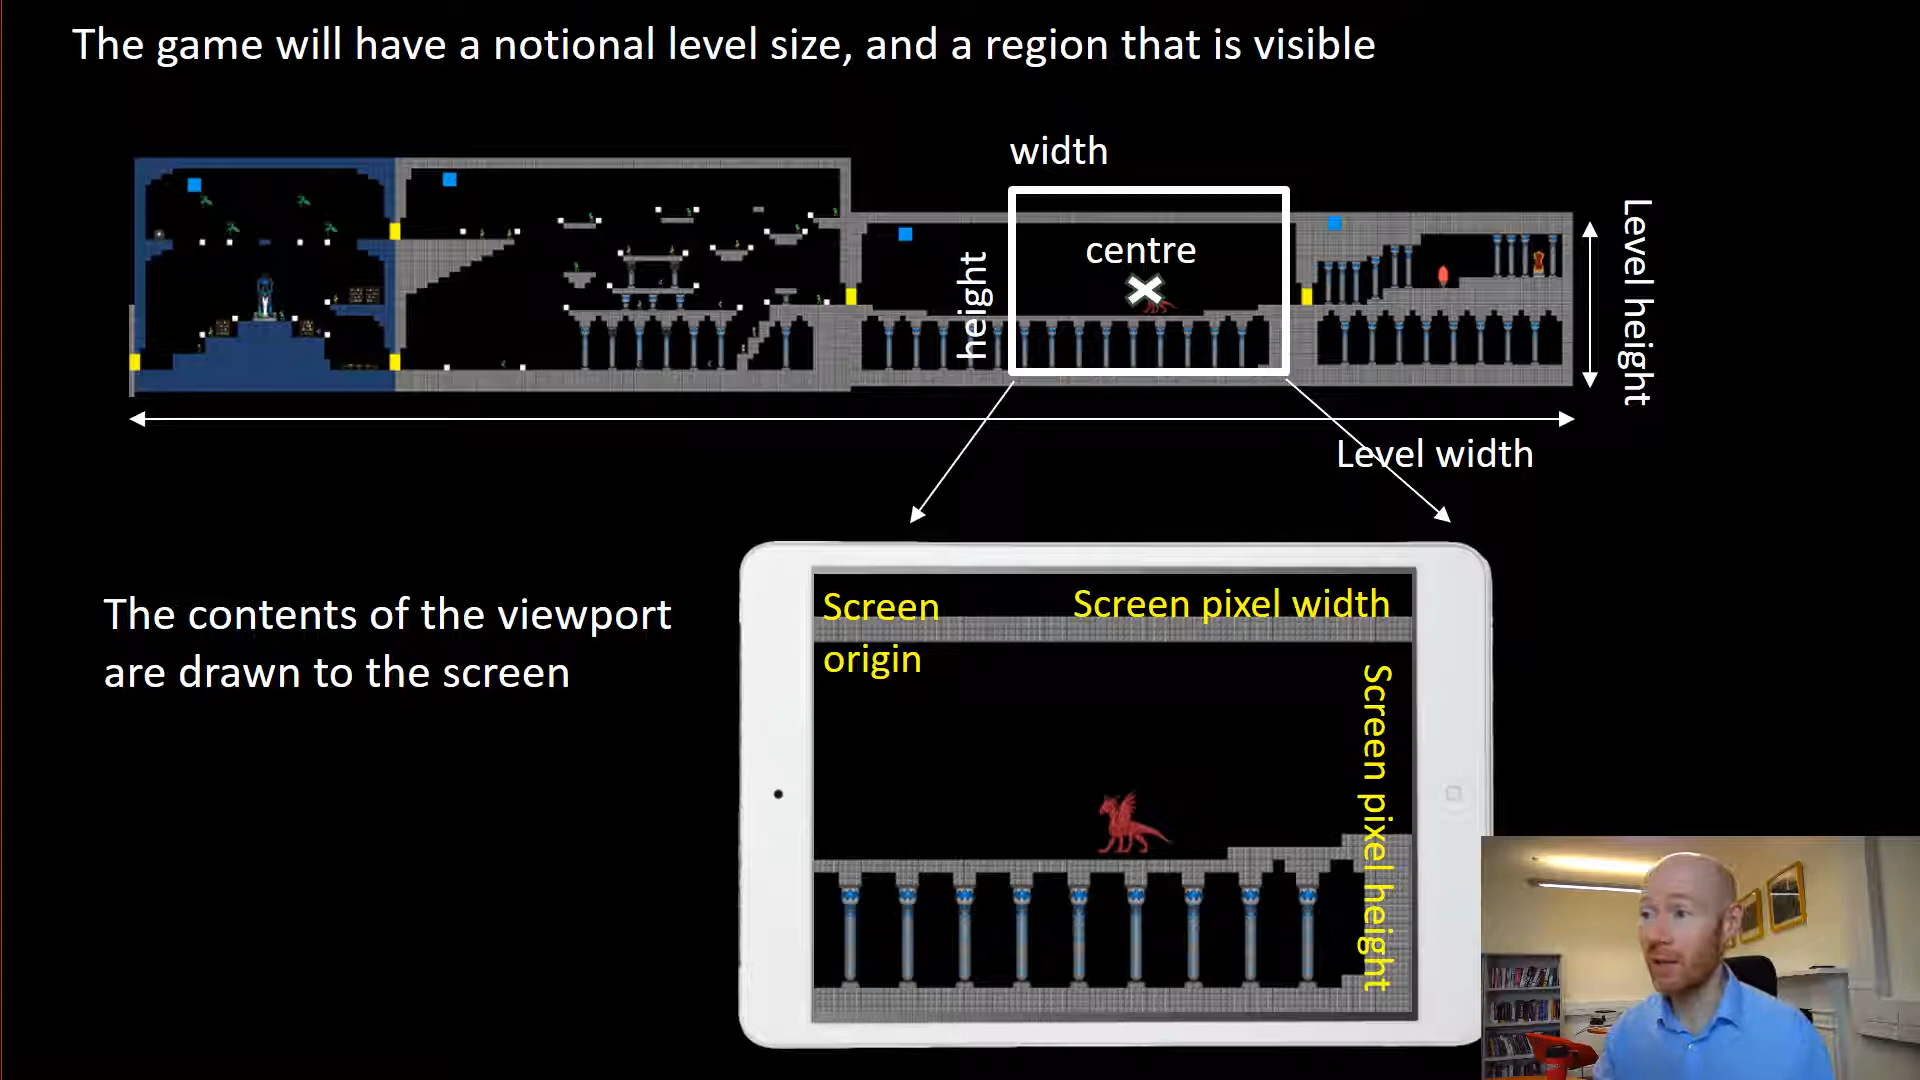 The game will have a notional level size, and a region that is visible
width
centre
height
Level height
Level width
The contents of the viewport
are drawn to the screen
Screen
origin
Screen pixel width
Screen pixel height